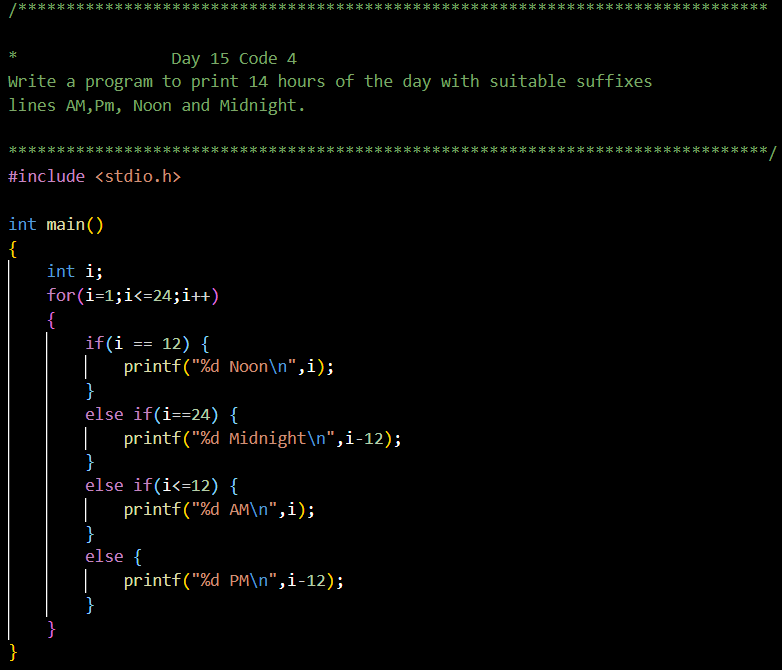 /******************************************************************************
*                Day 15 Code 4
Write a program to print 14 hours of the day with suitable suffixes
lines AM,Pm, Noon and Midnight.
*******************************************************************************/
#include <stdio.h>
int main()
{
    int i;
    for(i=1;i<=24;i++)
    {
        if(i == 12) {
            printf("%d Noon\n",i);
        }
        else if(i==24) {
            printf("%d Midnight\n",i-12);
        }
        else if(i<=12) {
            printf("%d AM\n",i);
        }
        else {
            printf("%d PM\n",i-12);
        }
    }
}